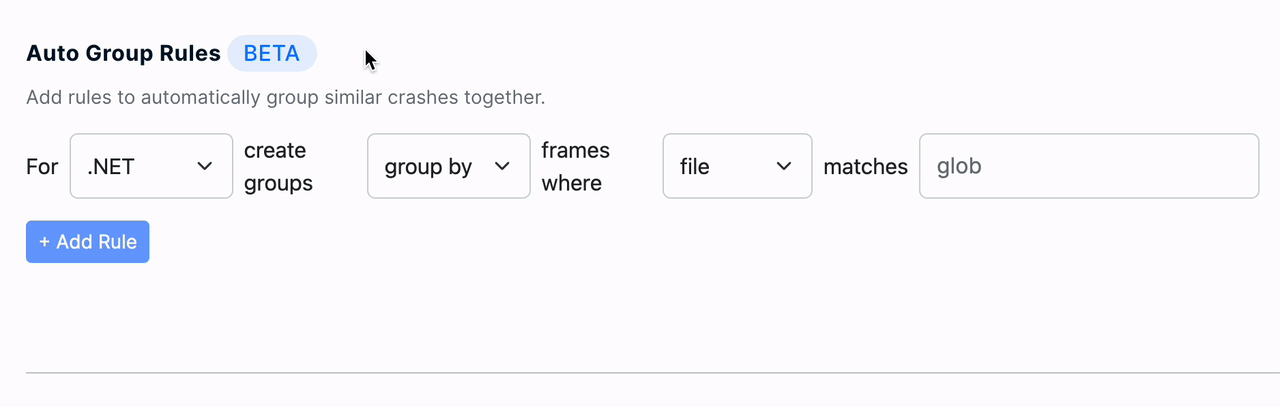 Auto Group Rules BETA
Add rules to automatically group similar crashes together.
For .NET create groups group by frames where file matches glob
+ Add Rule